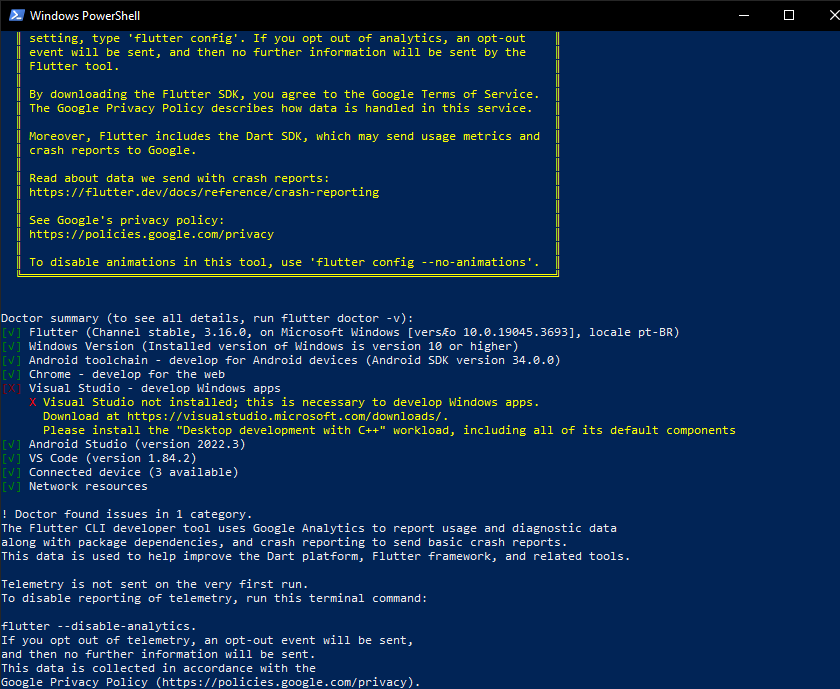 Windows PowerShell
setting, type 'flutter config'. If you opt out of analytics, an opt-out
event will be sent, and then no further information will be sent by the
Flutter tool.
By downloading the Flutter SDK, you agree to the Google Terms of Service.
The Google Privacy Policy describes how data is handled in this service.
Moreover, Flutter includes the Dart SDK, which may send usage metrics and
crash reports to Google.
Read about data we send with crash reports:
https://flutter.dev/docs/reference/crash-reporting
See Google's privacy policy:
https://policies.google.com/privacy
To disable animations in this tool, use 'flutter config --no-animations'.
Doctor summary (to see all details, run flutter doctor -v):
[√] Flutter (Channel stable, 3.16.0, on Microsoft Windows [versÆo 10.0.19045.3693], locale pt-BR)
[√] Windows Version (Installed version of Windows is version 10 or higher)
[√] Android toolchain - develop for Android devices (Android SDK version 34.0.0)
[√] Chrome - develop for the web
[X] Visual Studio - develop Windows apps
X Visual Studio not installed; this is necessary to develop Windows apps.
Download at https://visualstudio.microsoft.com/downloads/.
Please install the "Desktop development with C++" workload, including all of its default components
[√] Android Studio (version 2022.3)
[√] VS Code (version 1.84.2)
[√] Connected device (3 available)
[√] Network resources
! Doctor found issues in 1 category.
The Flutter CLI developer tool uses Google Analytics to report usage and diagnostic data
along with package dependencies, and crash reporting to send basic crash reports.
This data is used to help improve the Dart platform, Flutter framework, and related tools.
Telemetry is not sent on the very first run.
To disable reporting of telemetry, run this terminal command:
flutter --disable-analytics.
If you opt out of telemetry, an opt-out event will be sent,
and then no further information will be sent.
This data is collected in accordance with the
Google Privacy Policy (https://policies.google.com/privacy).